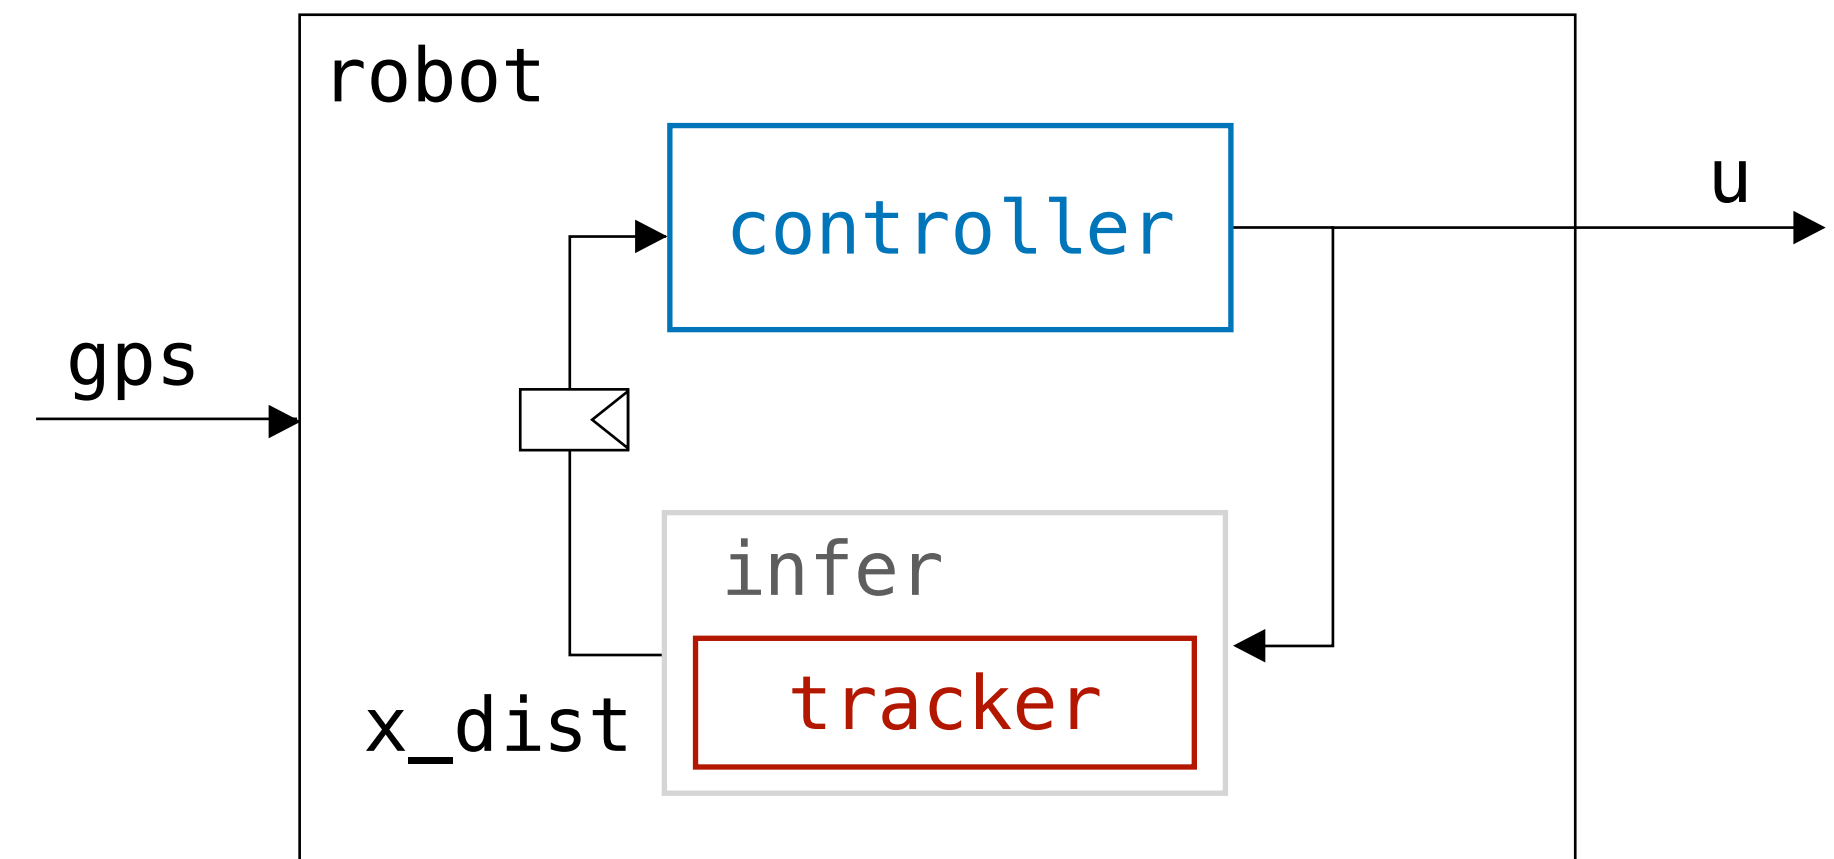 robot
controller
u
gps
infer
tracker
x_dist